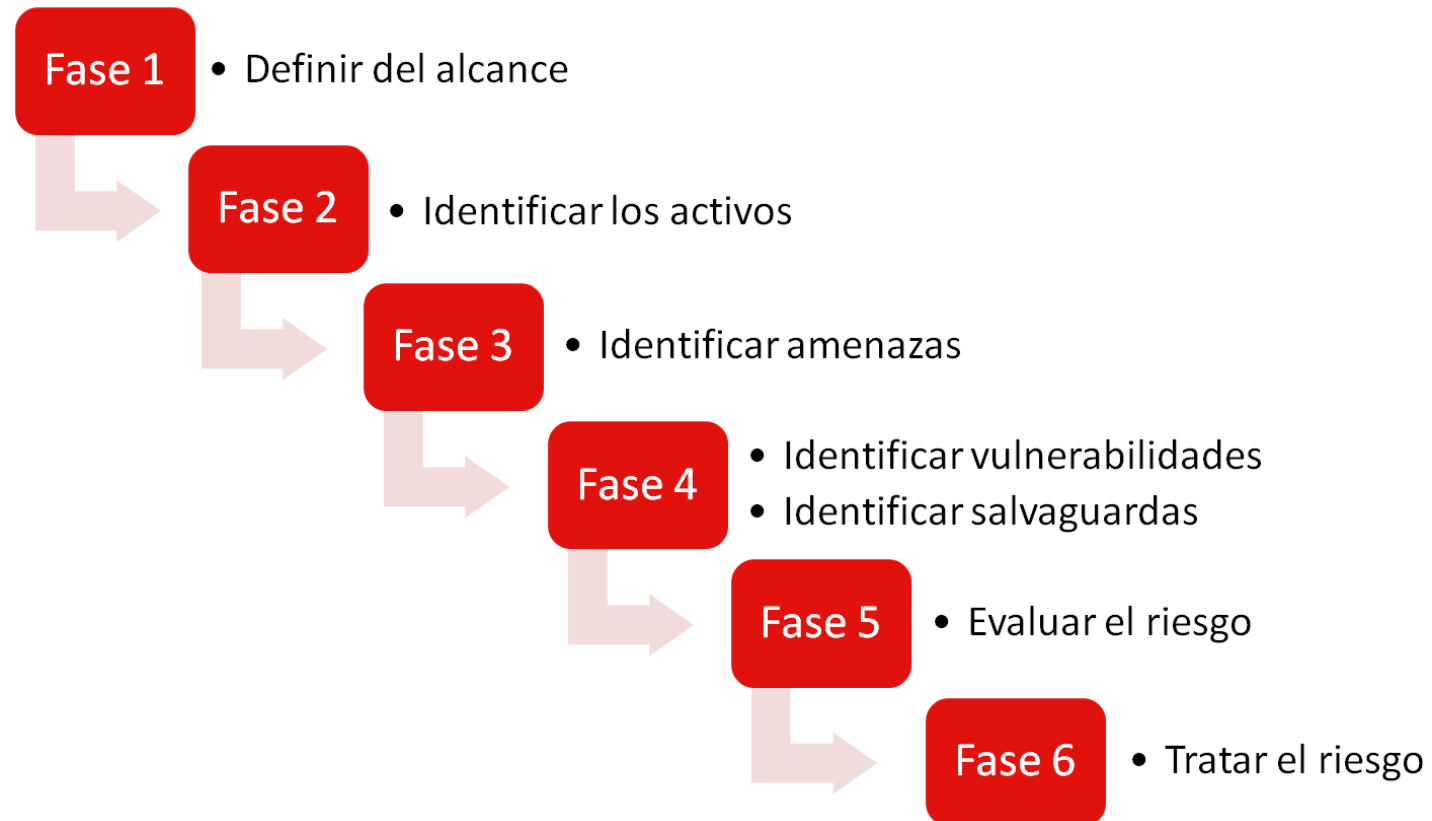 Fase 1
• Definir del alcance
Fase 2
• Identificar los activos
Fase 3
• Identificar amenazas
Fase 4
• Identificar vulnerabilidades
• Identificar salvaguardas
Fase 5
• Evaluar el riesgo
Fase 6
• Tratar el riesgo